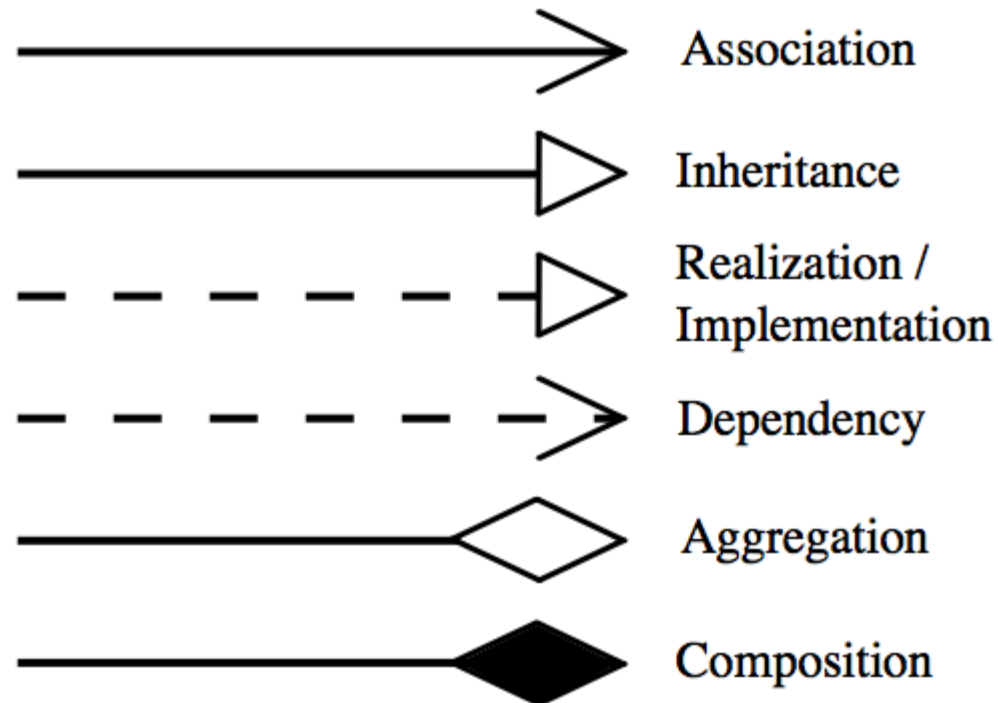 Association
Inheritance
Realization /
Implementation
Dependency
Aggregation
Composition